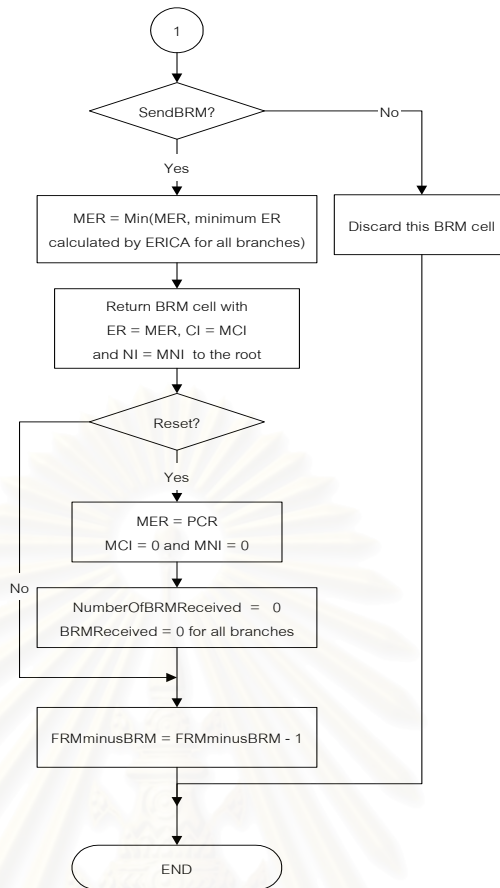 1
SendBRM?
No
Yes
MER = Min(MER, minimum ER
calculated by ERICA for all branches)
Discard this BRM cell
Return BRM cell with
ER = MER, CI = MCI
and NI = MNI to the root
Reset?
Yes
MER = PCR
MCI = 0 and MNI = 0
No
NumberOfBRMReceived = 0
BRMReceived = 0 for all branches
FRMminusBRM = FRMminusBRM - 1
END